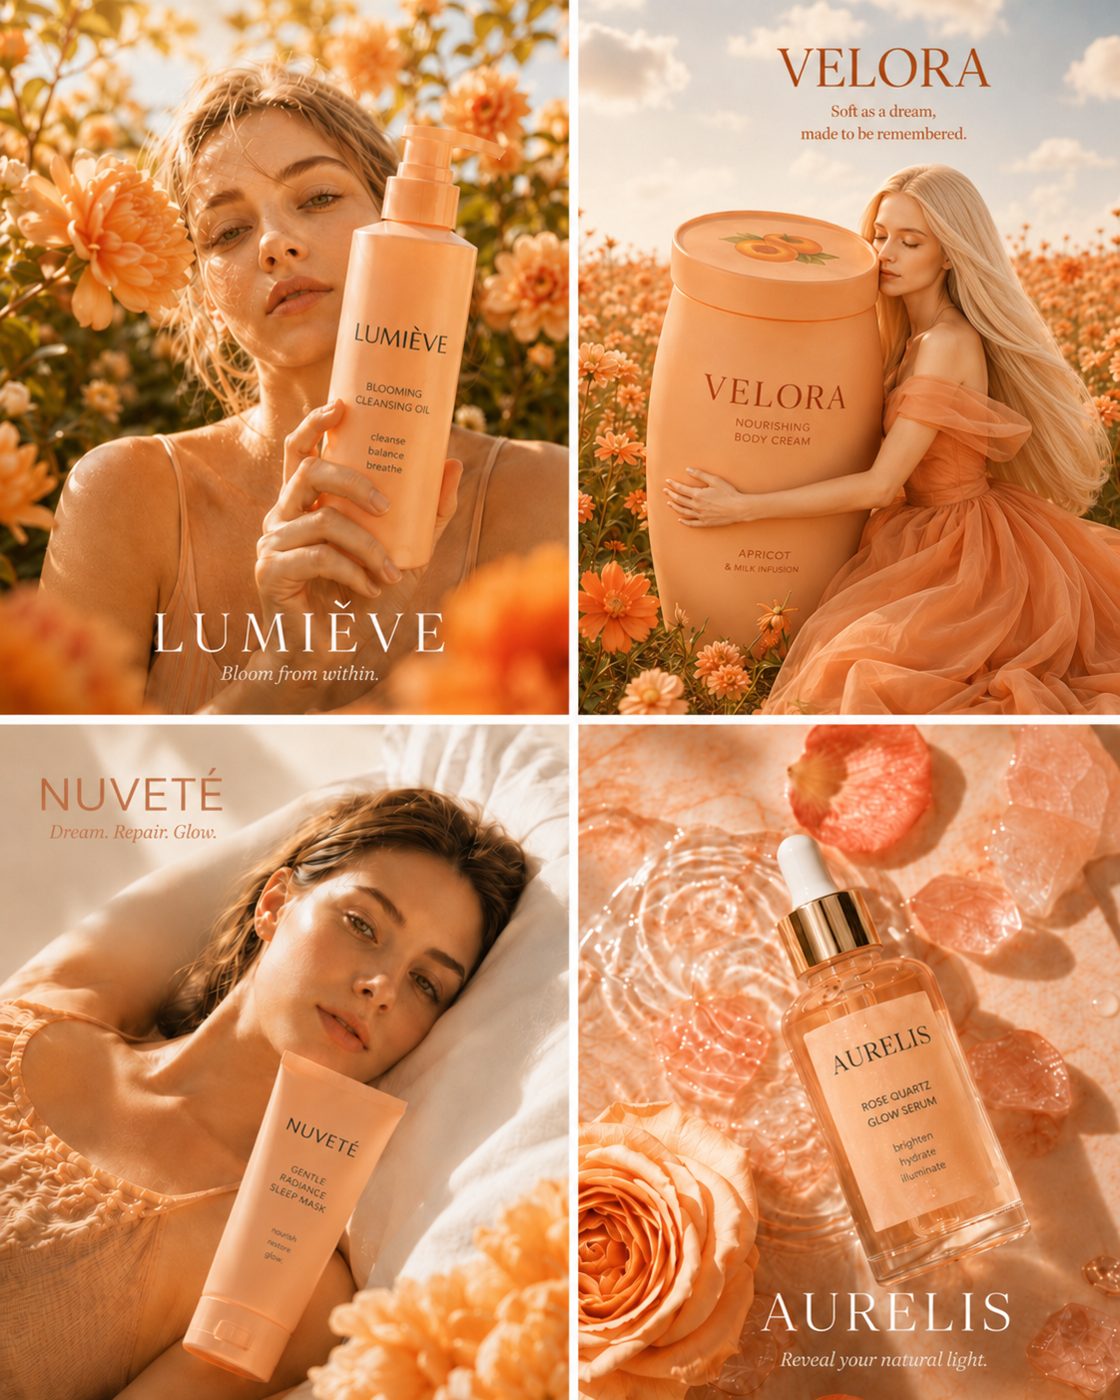 LUMIÈVE
BLOOMING
CLEANSING OIL
cleanse
balance
breathe
LUMIĚVE
Bloom from within.
VELORA
Soft as a dream,
made to be remembered.
VELORA
NOURISHING
BODY CREAM
APRICOT
& MILK INFUSION
NUVETÉ
Dream. Repair. Glow.
NUVETÉ
GENTLE
RADIANCE
SLEEP MASK
nourish
restore
glow.
AURELIS
ROSE QUARTZ
GLOW SERUM
brighten
hydrate
illuminate
AURELIS
Reveal your natural light.